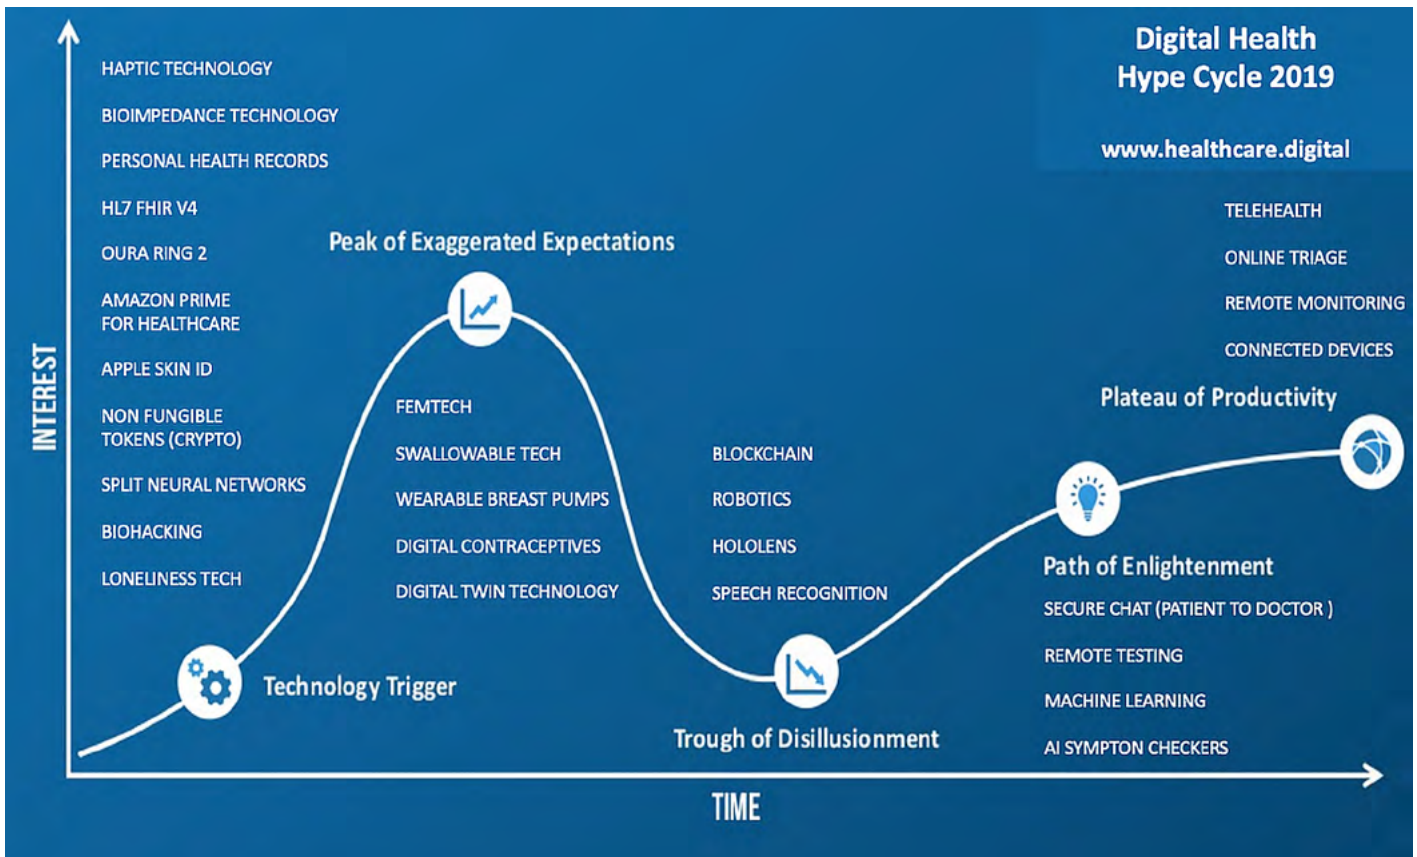 Digital Health
Hype Cycle 2019
www.healthcare.digital
HAPTIC TECHNOLOGY
BIOIMPEDANCE TECHNOLOGY
PERSONAL HEALTH RECORDS
HL7 FHIR V4
OURA RING 2
AMAZON PRIME
FOR HEALTHCARE
APPLE SKIN ID
NON FUNGIBLE
TOKENS (CRYPTO)
SPLIT NEURAL NETWORKS
BIOHACKING
LONELINESS TECH
Technology Trigger
Peak of Exaggerated Expectations
FEMTECH
SWALLOWABLE TECH
WEARABLE BREAST PUMPS
DIGITAL CONTRACEPTIVES
DIGITAL TWIN TECHNOLOGY
BLOCKCHAIN
ROBOTICS
HOLOLENS
SPEECH RECOGNITION
Trough of Disillusionment
TELEHEALTH
ONLINE TRIAGE
REMOTE MONITORING
CONNECTED DEVICES
Plateau of Productivity
Path of Enlightenment
SECURE CHAT (PATIENT TO DOCTOR )
REMOTE TESTING
MACHINE LEARNING
AI SYMPTON CHECKERS
INTEREST
TIME